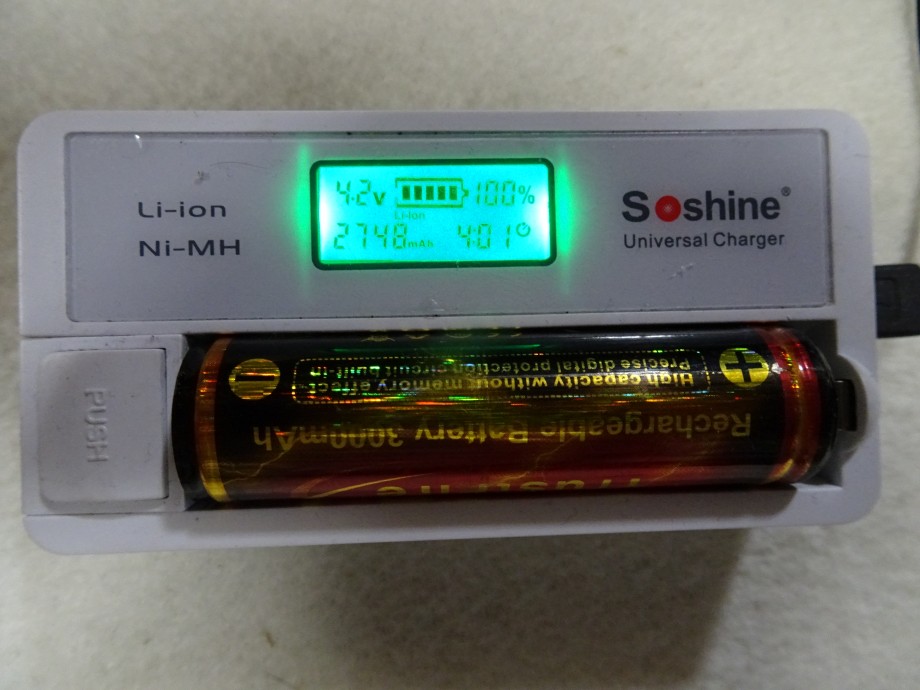 Li-ion
Ni-MH
4.2V 100%
Li-ion
2748mAh 4:01
Soshine®
Universal Charger
PUSH
Rechargeable Battery 3000mAh
High capacity without memory effect
Precise digital protection circuit built-in